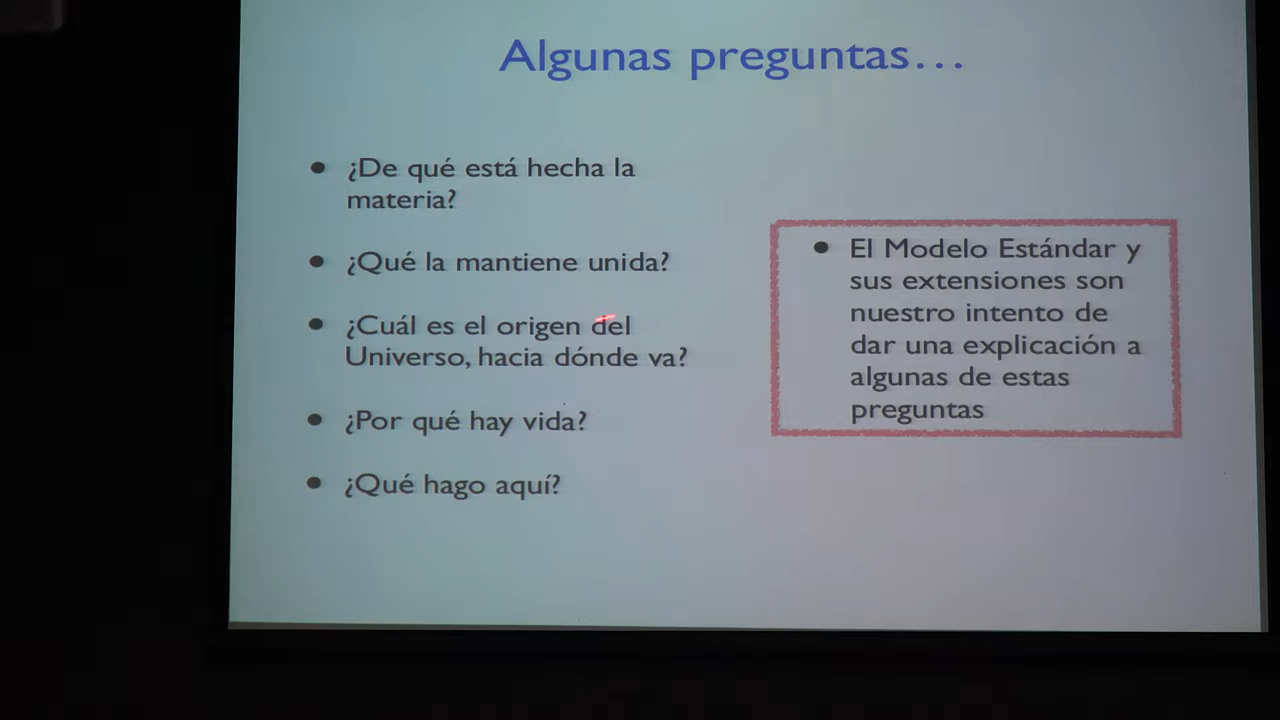 Algunas preguntas…
• ¿De qué está hecha la
materia?
• ¿Qué la mantiene unida?
• ¿Cuál es el origen del
Universo, hacia dónde va?
• ¿Por qué hay vida?
• ¿Qué hago aquí?
• El Modelo Estándar y
sus extensiones son
nuestro intento de
dar una explicación a
algunas de estas
preguntas